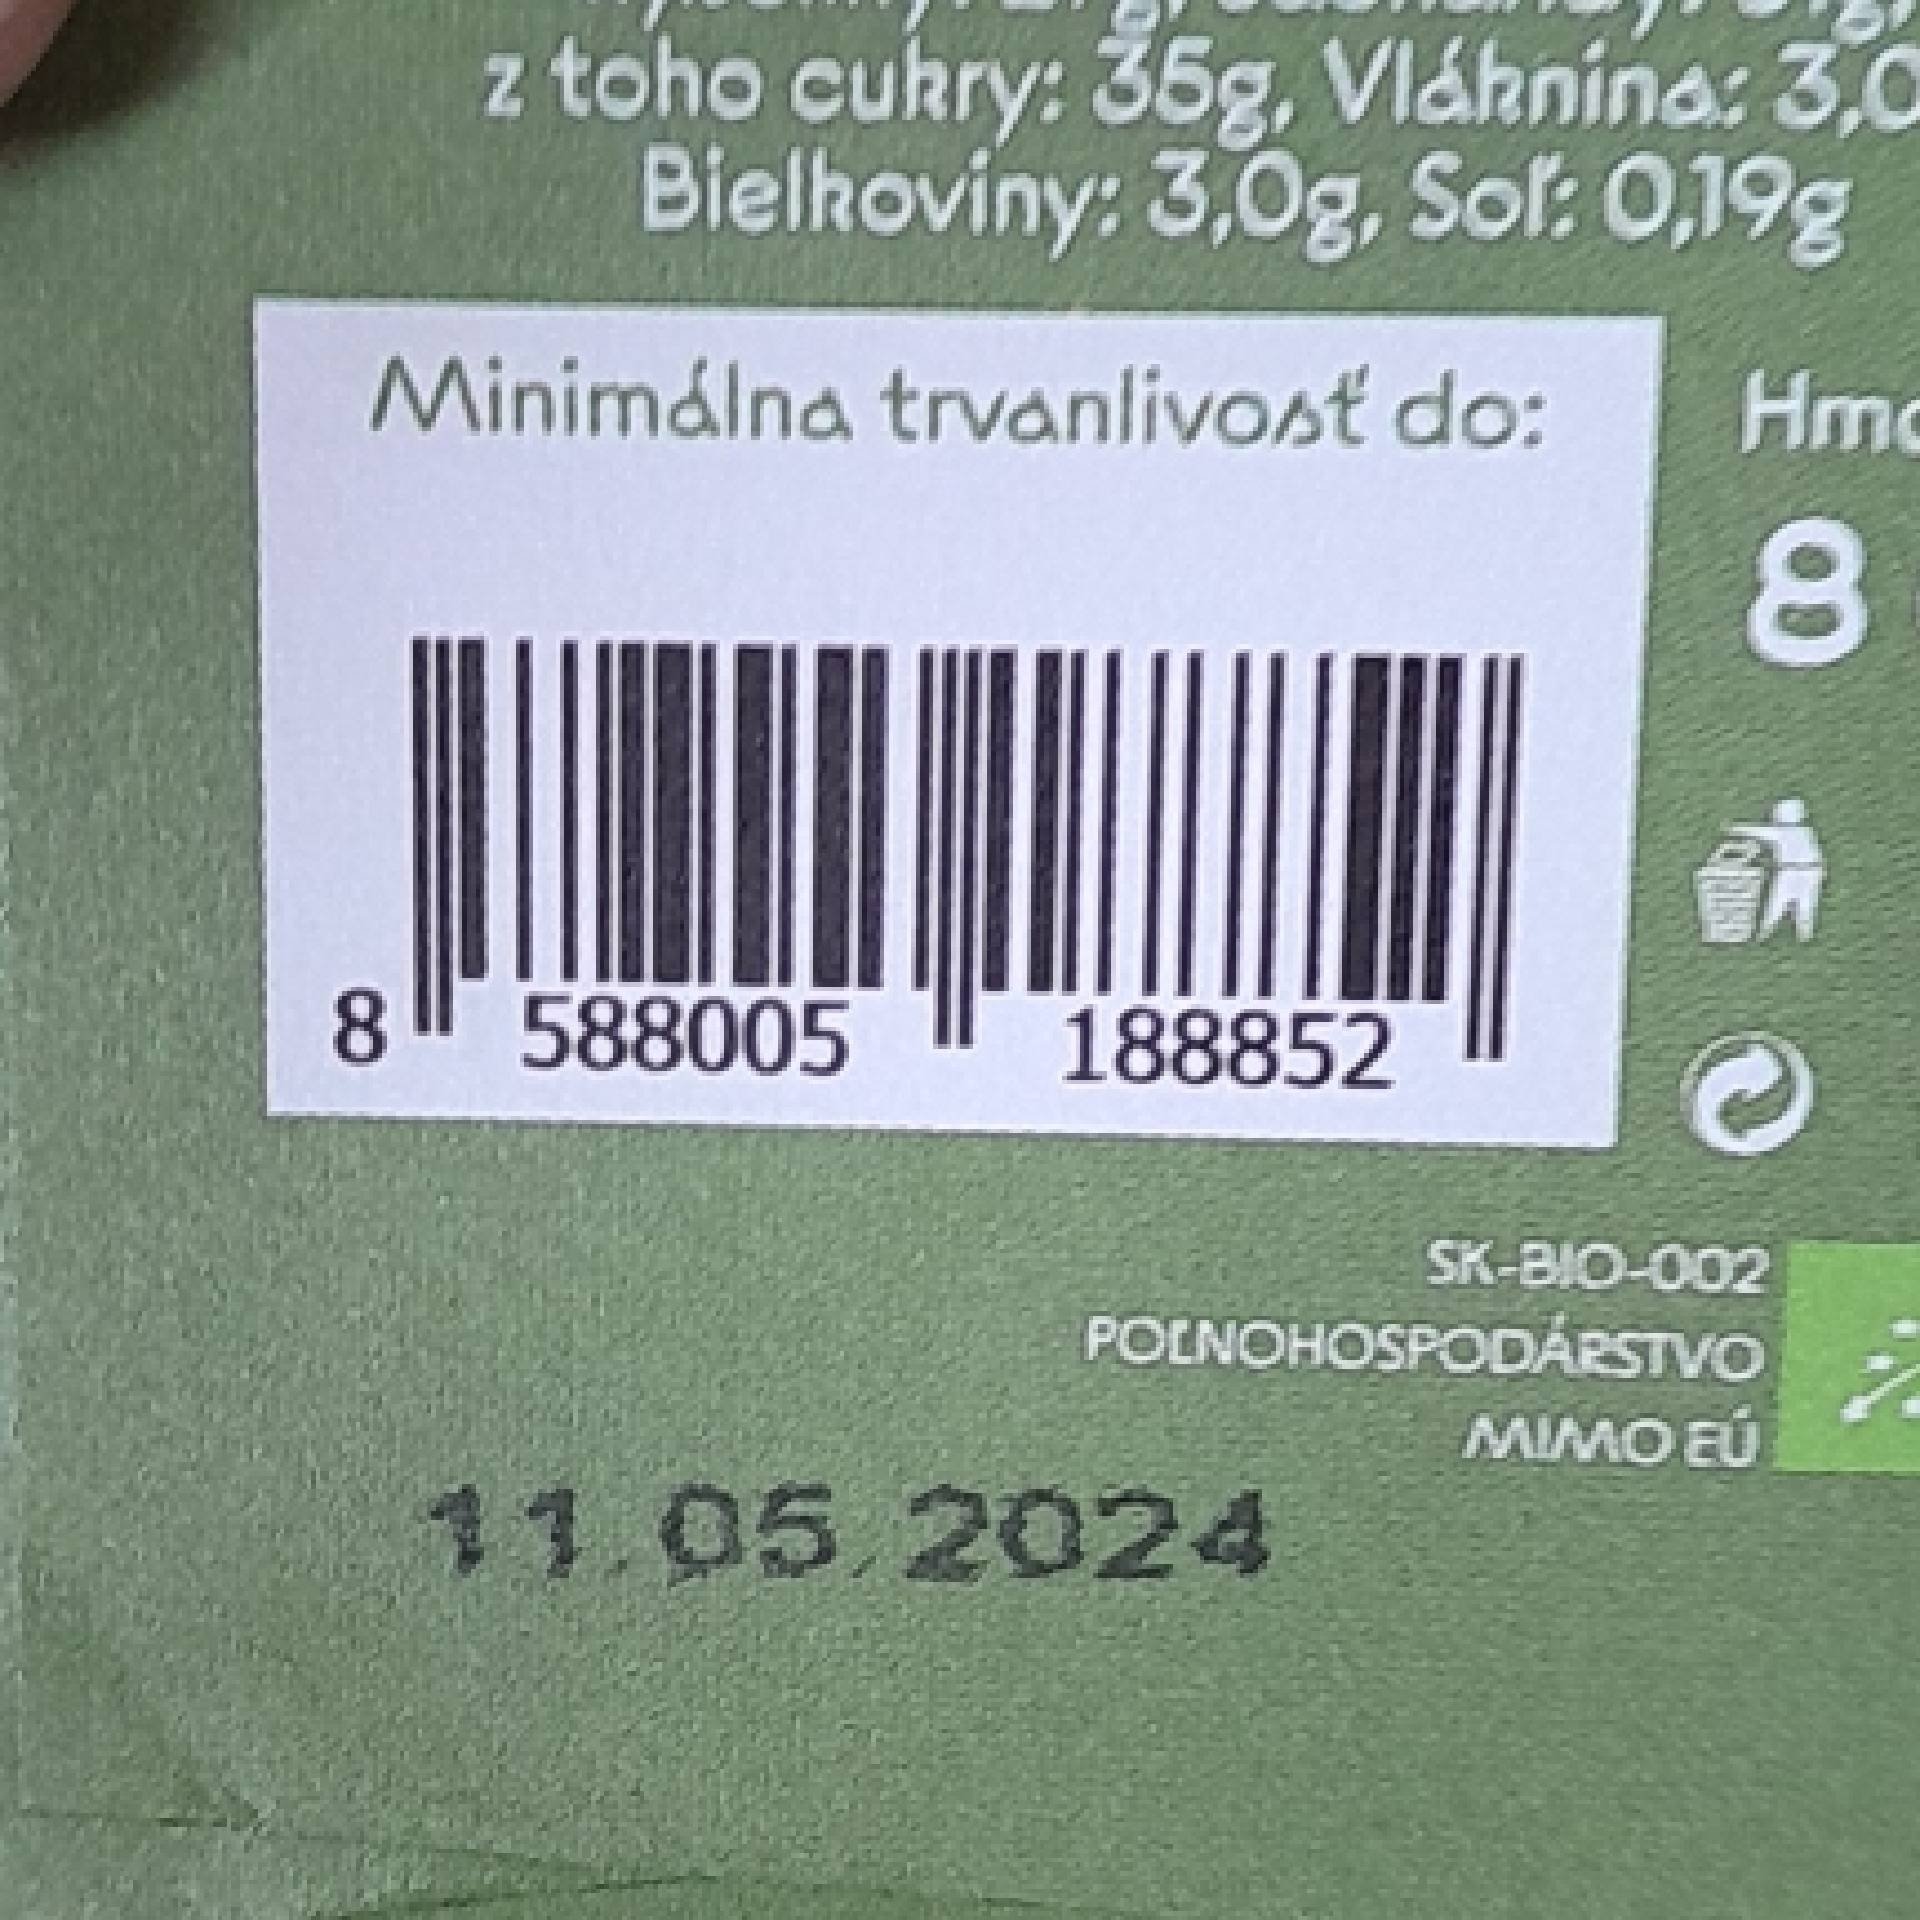 z toho cukry: 35g, Vláknina: 3,0
Bielkoviny: 3,0g, Soľ: 0,19g
Minimálna trvanlivosť do:
8
8 588005 188852
SK-BIO-002
POĽNOHOSPODÁRSTVO
MIMO EÚ
11.05.2024